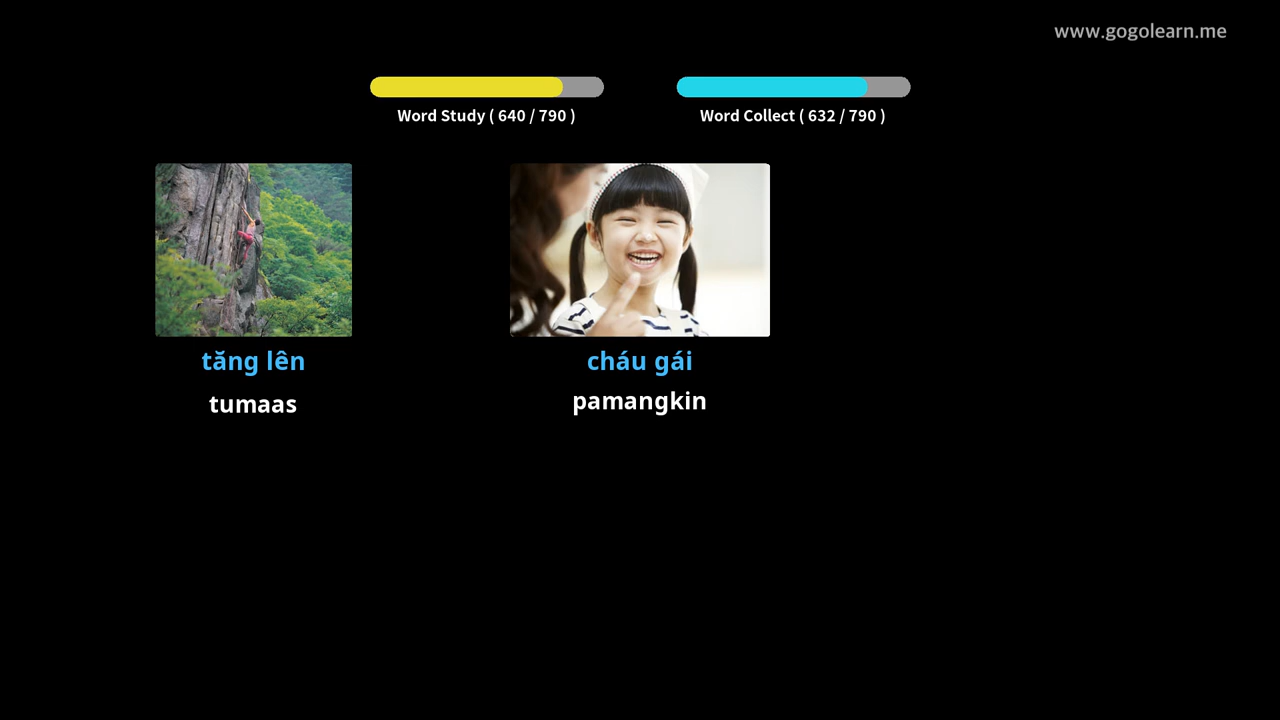 www.gogolearn.me
Word Study ( 640 / 790 )
Word Collect ( 632 / 790 )
tăng lên
tumaas
cháu gái
pamangkin